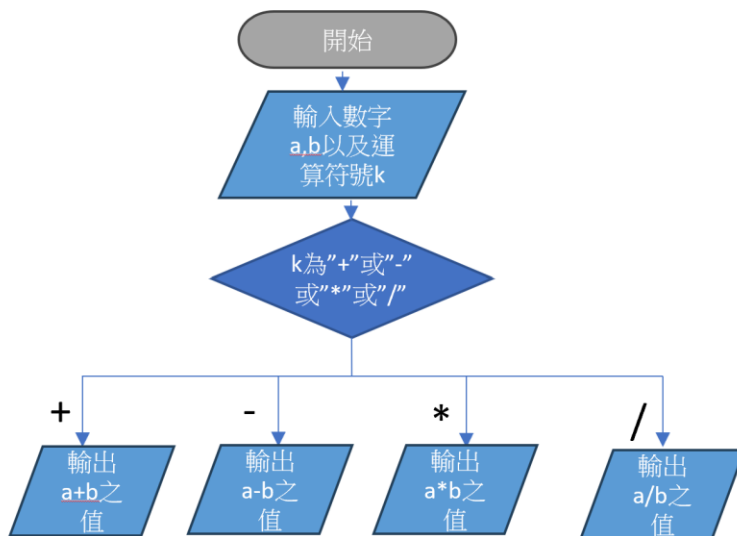 開始
輸入數字
a,b以及運
算符號k
k為”+”或”-”
或”*”或”/”
+
-
*
/
輸出
a+b之
值
輸出
a-b之
值
輸出
a*b之
值
輸出
a/b之
值